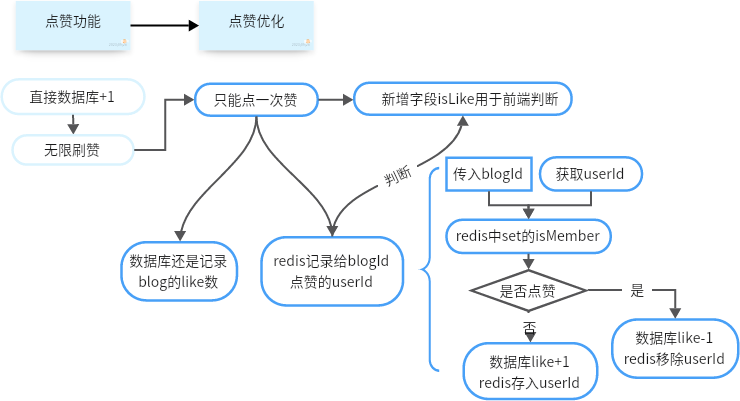 点赞功能
点赞优化
直接数据库+1
无限刷赞
只能点一次赞
新增字段isLike用于前端判断
判断
传入blogId
获取userId
redis中set的isMember
数据库还是记录
blog的like数
redis记录给blogId
点赞的userId
是否点赞
是
否
数据库like-1
redis移除userId
数据库like+1
redis存入userId